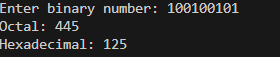 Enter binary number: 100100101
Octal: 445
Hexadecimal: 125